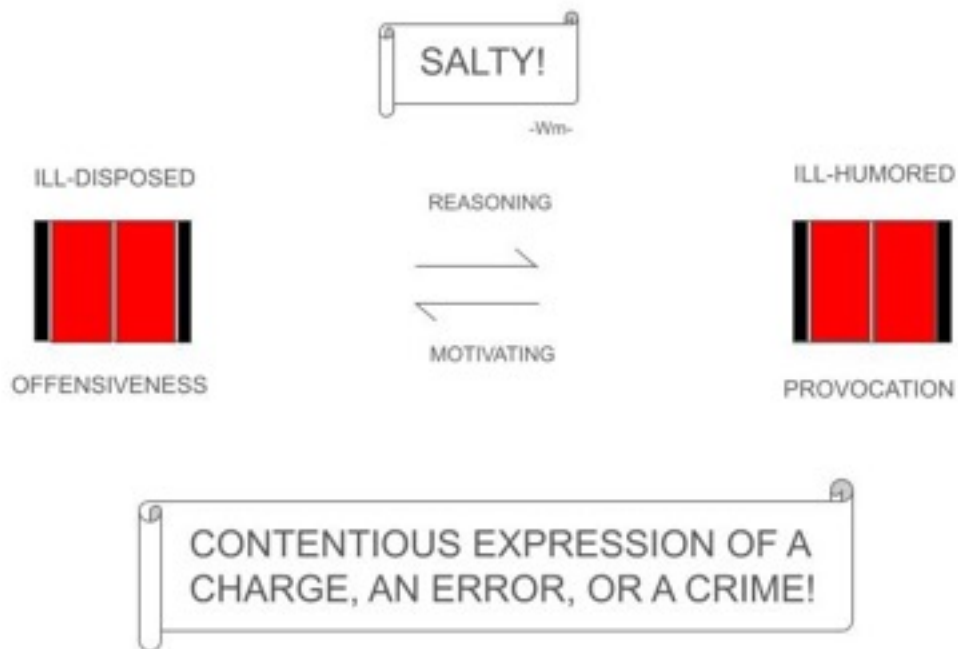 SALTY!
-Wm-
ILL-DISPOSED
ILL-HUMORED
REASONING
MOTIVATING
OFFENSIVENESS
PROVOCATION
CONTENTIOUS EXPRESSION OF A
CHARGE, AN ERROR, OR A CRIME!